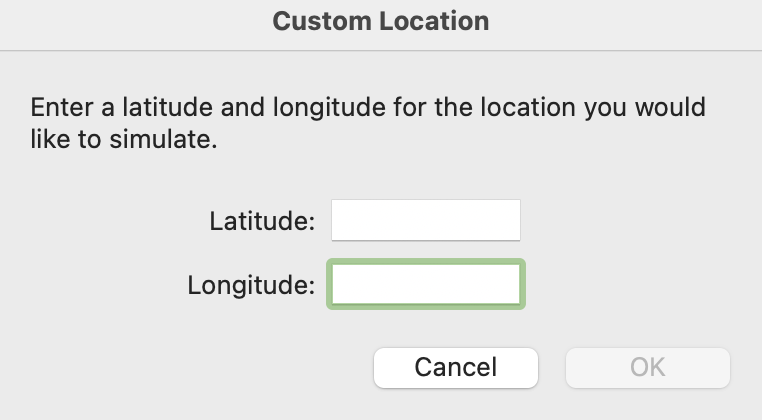 Custom Location
Enter a latitude and longitude for the location you would
like to simulate.
Latitude:
Longitude:
Cancel
OK